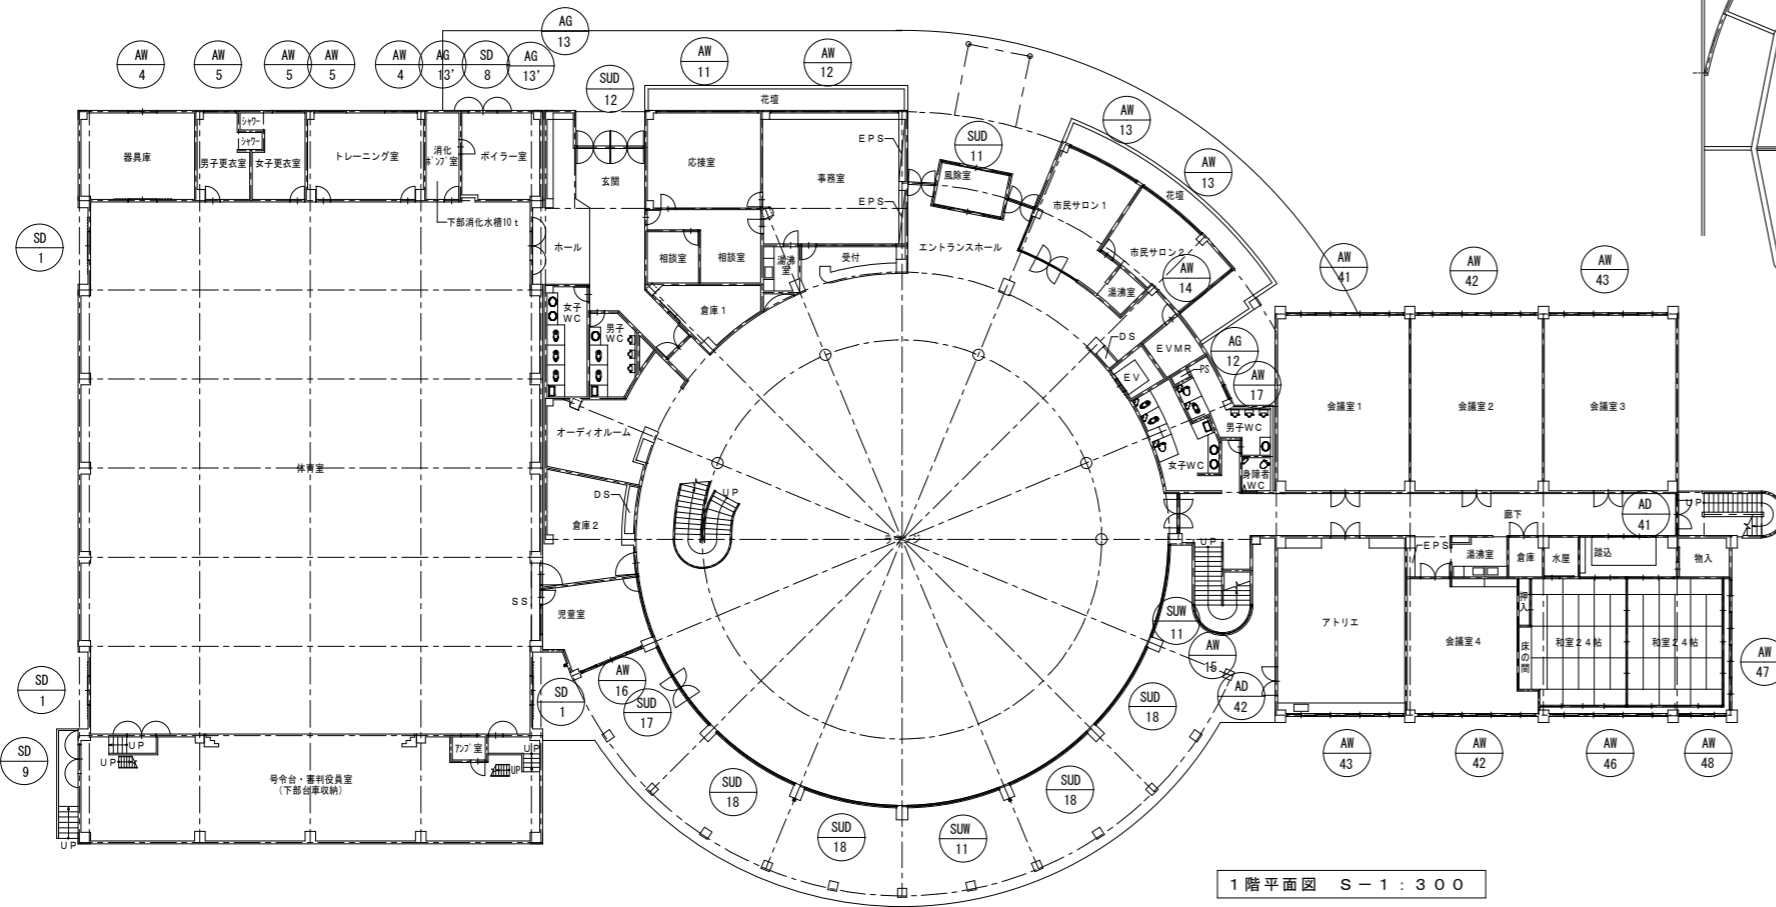 AG
13
AW
4
AW
5
AW
5
AW
5
AW
4
AG
13'
SD
8
AG
13'
SUD
12
AW
11
AW
12
花壇
AW
13
SUD
11
AW
13
花壇
器具庫
シャワー
シャワー
男子更衣室
女子更衣室
トレーニング室
消化
ポンプ室
ボイラー室
下部消化水槽10t
玄関
応接室
事務室
EPS
EPS
風除室
市民サロン1
市民サロン2
AW
14
SD
1
ホール
相談室
相談室
湯沸
室
受付
エントランスホール
湯沸室
倉庫1
女子
WC
男子
WC
DS
EVMR
EV
PS
AG
12
AW
17
AW
41
AW
42
AW
43
会議室1
会議室2
会議室3
男子WC
女子WC
身障者
WC
オーディオルーム
体育室
DS
倉庫2
UP
廊下
AD
41
UP
UP
EPS
湯沸室
倉庫
水屋
踏込
物入
SS
児童室
アトリエ
会議室4
押入
床の間
和室24帖
和室24帖
SUW
11
AW
15
AD
42
AW
47
SD
1
AW
16
SUD
17
SD
1
SUD
18
SD
9
UP
UP
アンプ室
UP
UP
号令台・審判役員室
(下部台車収納)
UP
SUD
18
SUD
18
SUW
11
SUD
18
AW
43
AW
42
AW
46
AW
48
1階平面図 S-1:300